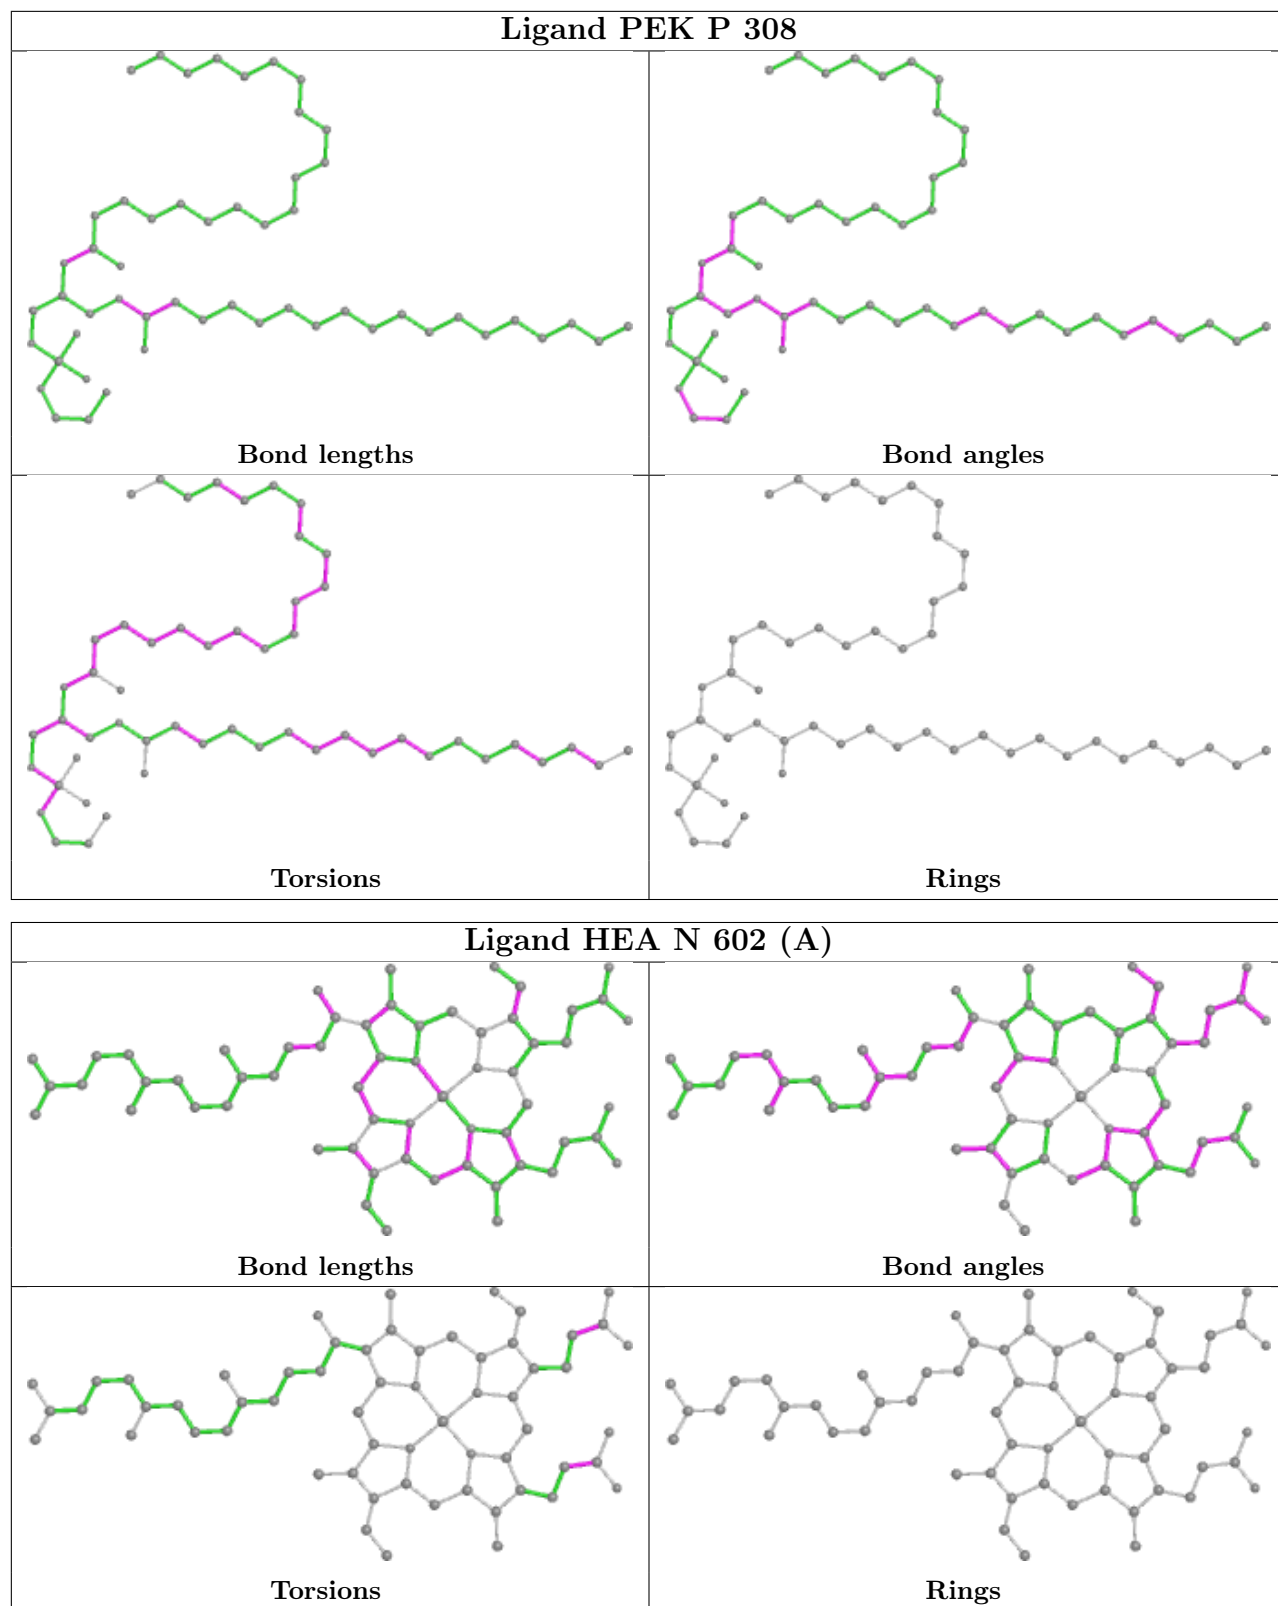 Ligand PEK P 308
Bond lengths
Bond angles
Torsions
Rings
Ligand HEA N 602 (A)
Bond lengths
Bond angles
Torsions
Rings